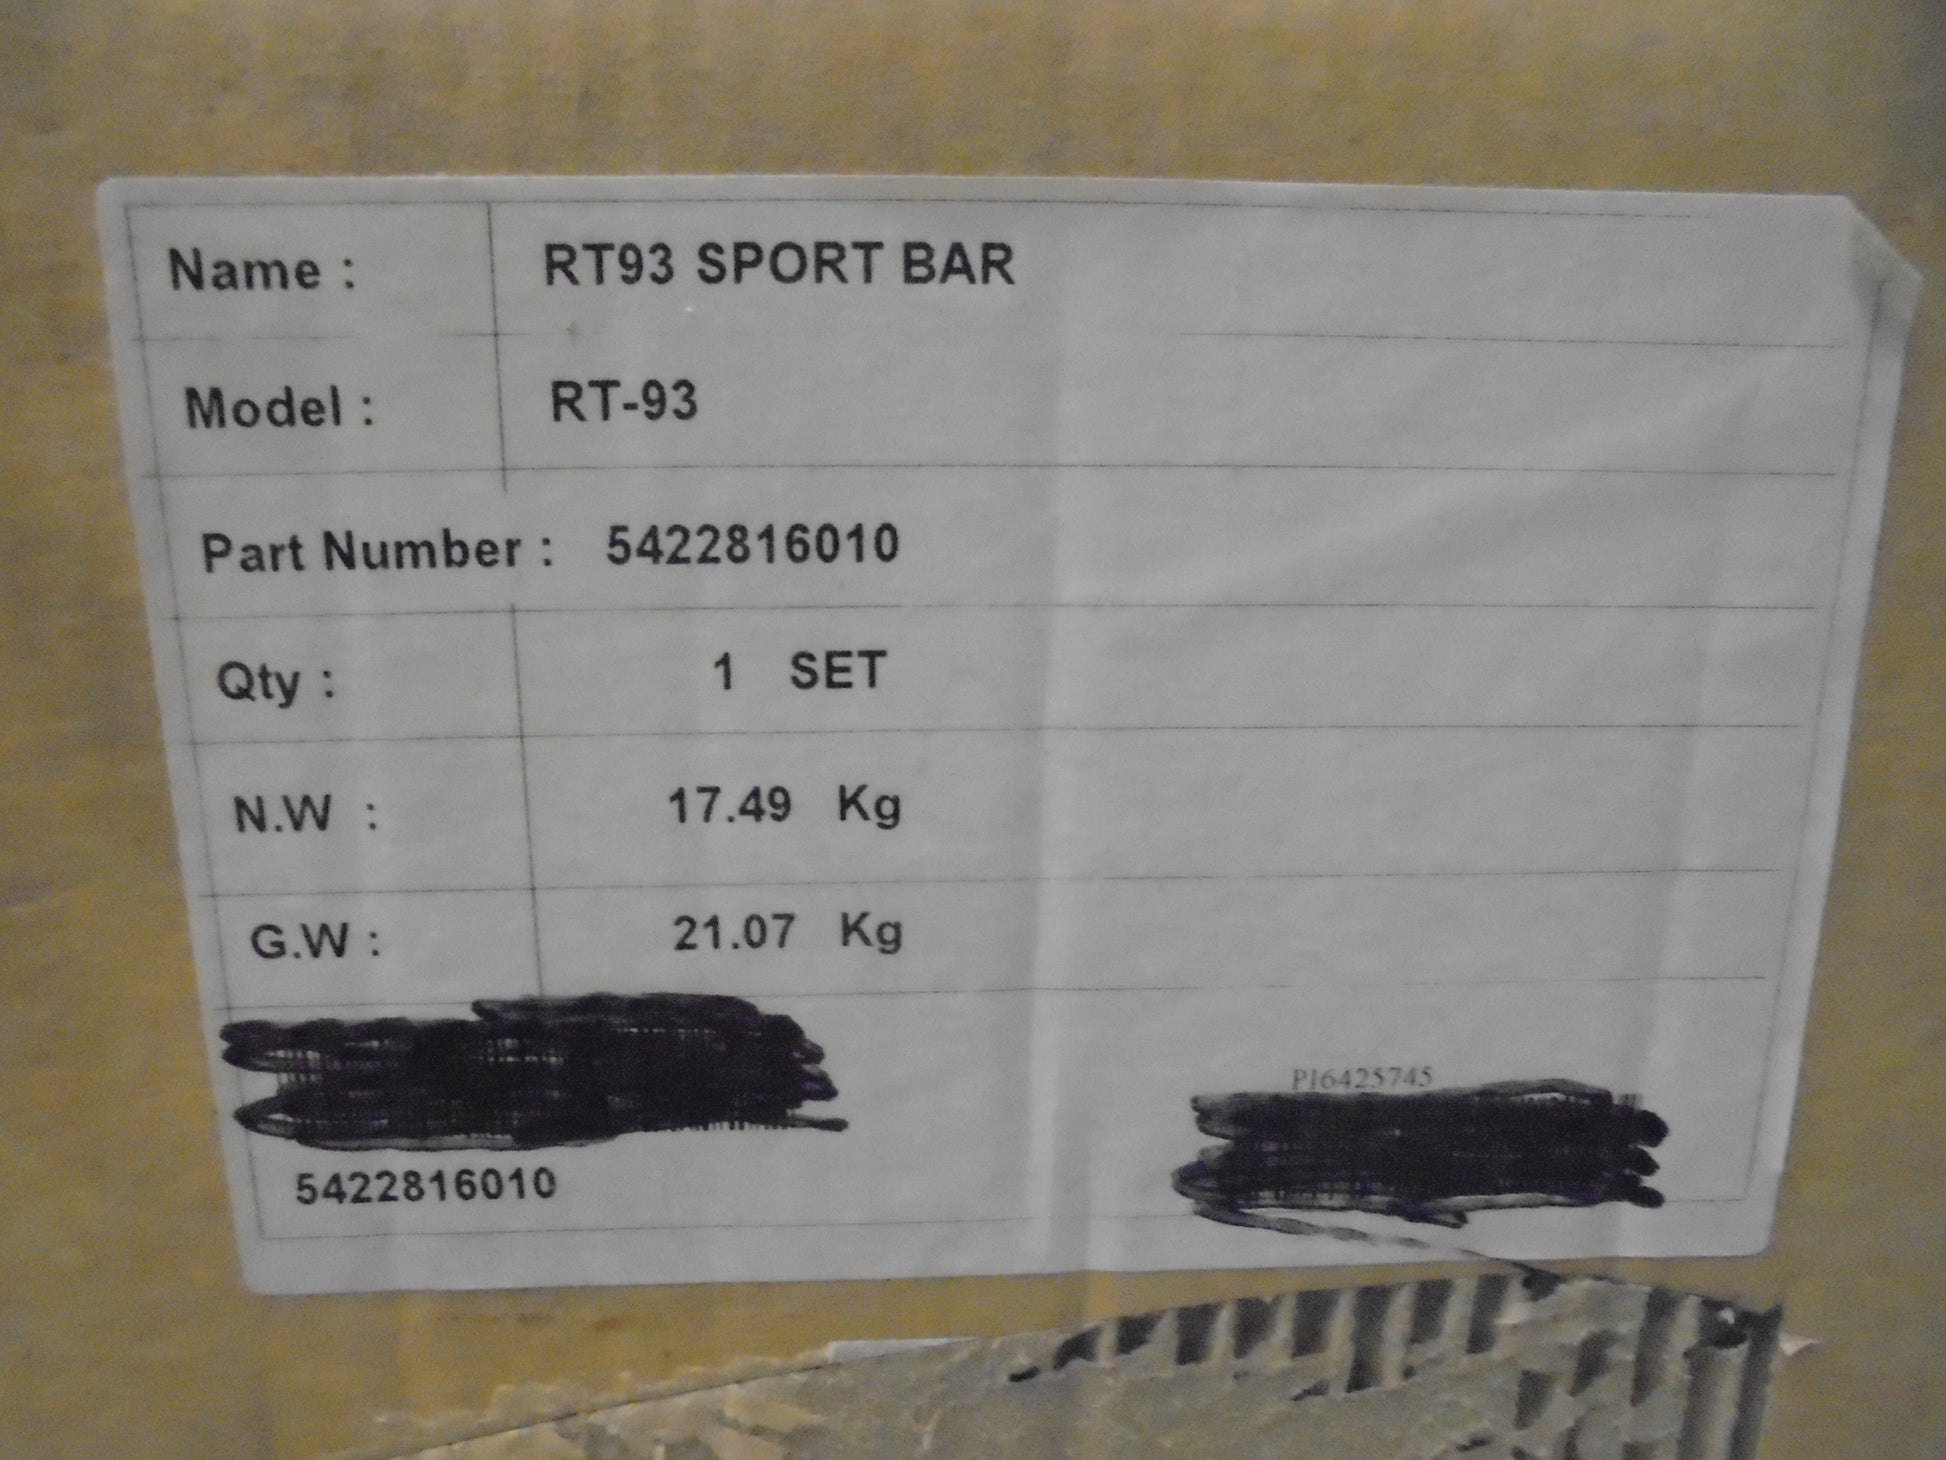 Name : RT93 SPORT BAR
Model : RT-93
Part Number : 5422816010
Qty : 1 SET
N.W : 17.49 Kg
G.W : 21.07 Kg
PI6425745
5422816010